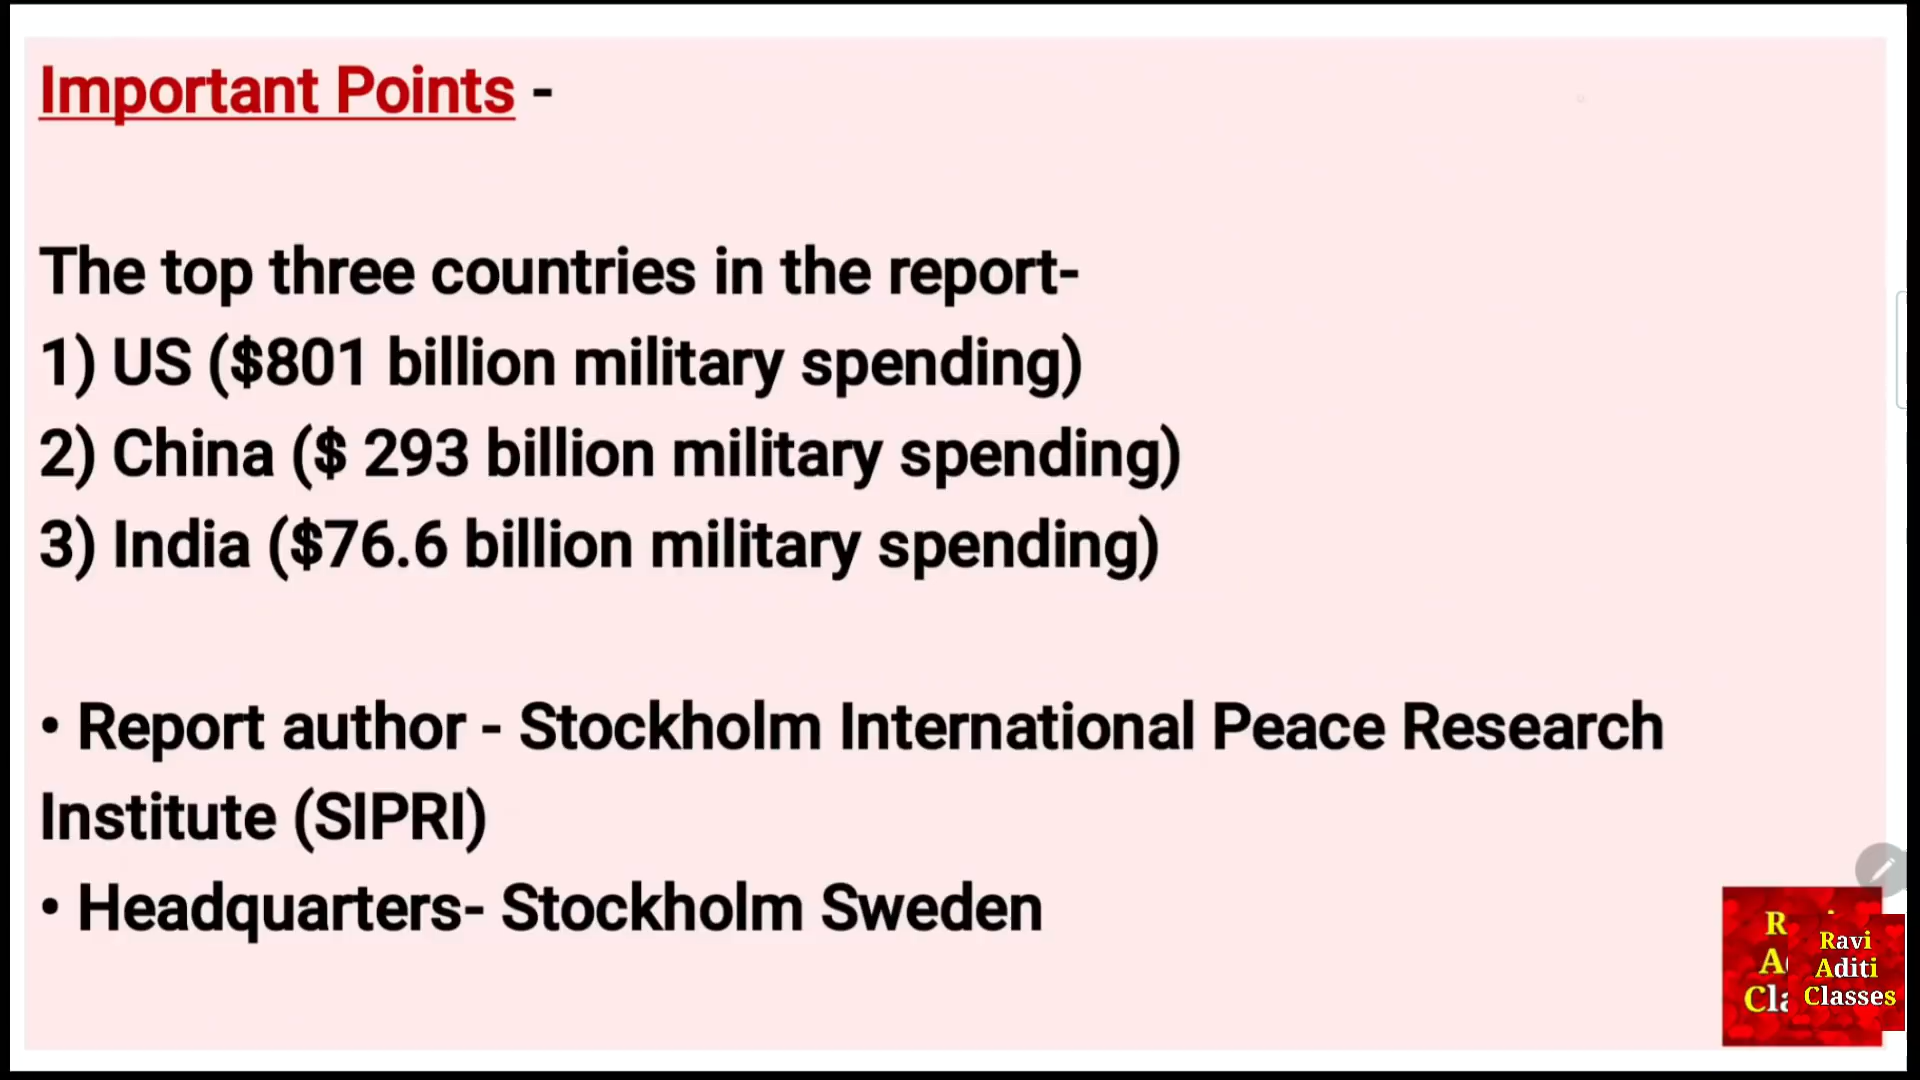 Important Points -
The top three countries in the report-
1) US ($801 billion military spending)
2) China ($ 293 billion military spending)
3) India ($76.6 billion military spending)
• Report author - Stockholm International Peace Research
Institute (SIPRI)
• Headquarters- Stockholm Sweden
Ravi
Aditi
Classes